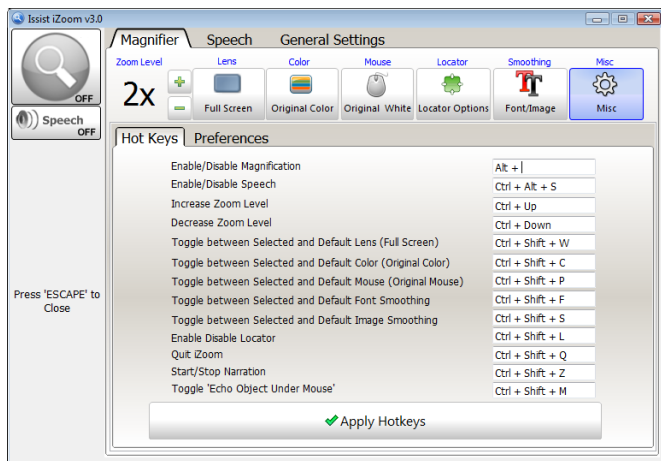 Issist iZoom v3.0
Magnifier Speech General Settings
Zoom Level Lens Color Mouse Locator Smoothing Misc
2x
Full Screen Original Color Original White Locator Options Font/Image Misc
OFF
Speech
OFF
Hot Keys Preferences
Enable/Disable Magnification Alt +
Enable/Disable Speech Ctrl + Alt + S
Increase Zoom Level Ctrl + Up
Decrease Zoom Level Ctrl + Down
Toggle between Selected and Default Lens (Full Screen) Ctrl + Shift + W
Toggle between Selected and Default Color (Original Color) Ctrl + Shift + C
Toggle between Selected and Default Mouse (Original Mouse) Ctrl + Shift + P
Toggle between Selected and Default Font Smoothing Ctrl + Shift + F
Toggle between Selected and Default Image Smoothing Ctrl + Shift + S
Enable Disable Locator Ctrl + Shift + L
Quit iZoom Ctrl + Shift + Q
Start/Stop Narration Ctrl + Shift + Z
Toggle 'Echo Object Under Mouse' Ctrl + Shift + M
Press 'ESCAPE' to
Close
Apply Hotkeys